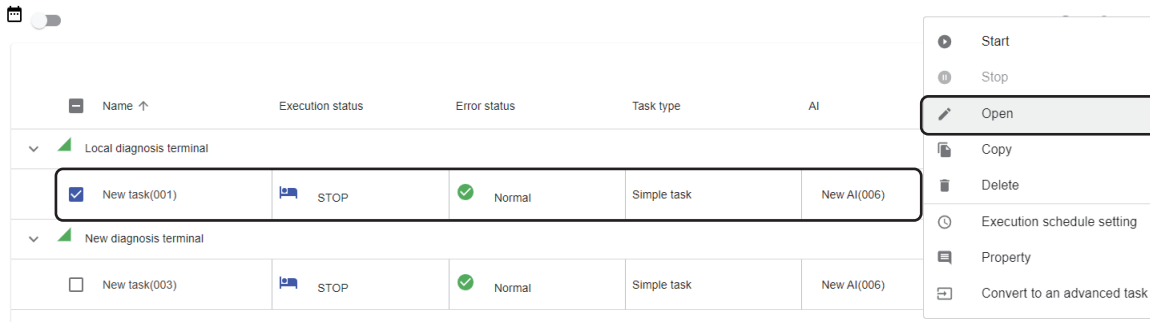 Name Execution status Error status Task type AI
Local diagnosis terminal
New task(001) STOP Normal Simple task New AI(006)
New diagnosis terminal
New task(003) STOP Normal Simple task New AI(006)
Start
Stop
Open
Copy
Delete
Execution schedule setting
Property
Convert to an advanced task